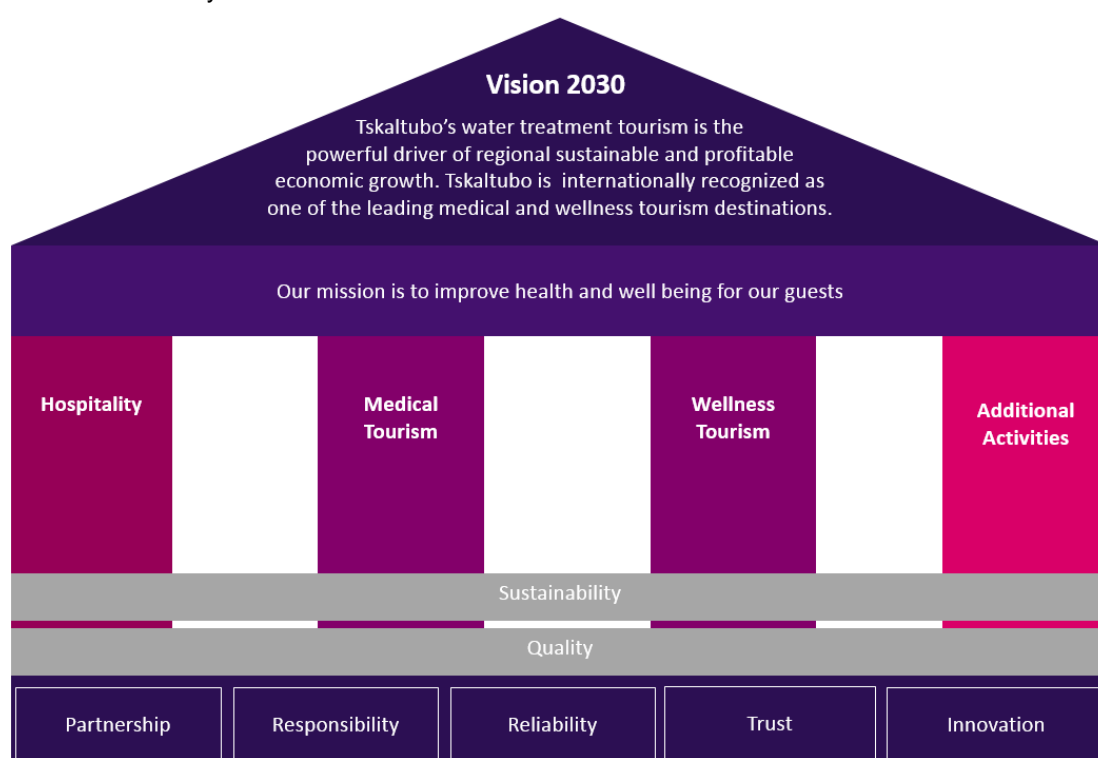 Vision 2030
Tskaltubo's water treatment tourism is the
powerful driver of regional sustainable and profitable
economic growth. Tskaltubo is internationally recognized as
one of the leading medical and wellness tourism destinations.
Our mission is to improve health and well being for our guests
Hospitality
Medical
Tourism
Wellness
Tourism
Additional
Activities
Sustainability
Quality
Partnership
Responsibility
Reliability
Trust
Innovation